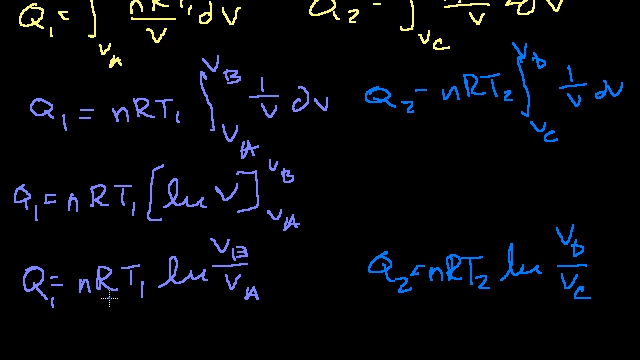 Q₁ = ∫_{V_A} nRT₁/V dV
Q₂ = ∫_{V_C} V dV
Q₁ = nRT₁ ∫_{V_A}^{V_B} 1/V dV
Q₂ = nRT₂ ∫_{V_C}^{V_D} 1/V dV
Q₁ = nRT₁ [ln V]_{V_A}^{V_B}
Q₁ = nRT₁ ln V_B/V_A
Q₂ = nRT₂ ln V_D/V_C